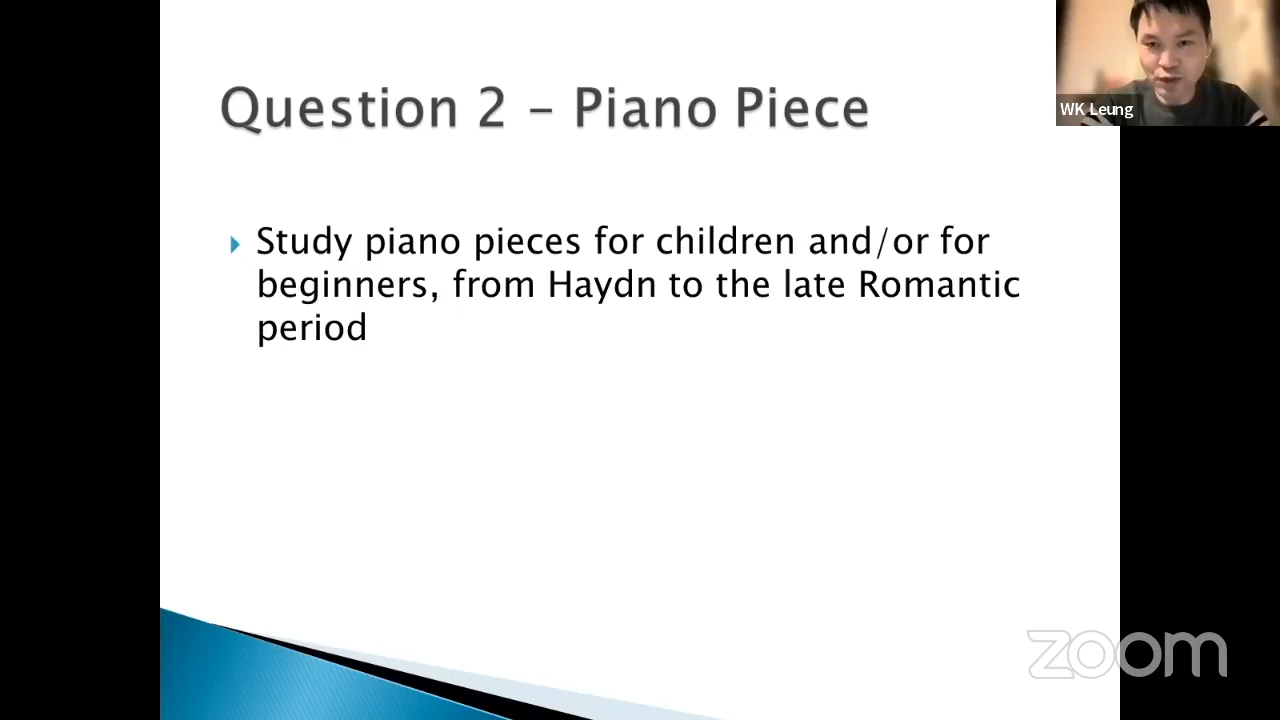 Question 2 – Piano Piece
WK Leung
Study piano pieces for children and/or for
beginners, from Haydn to the late Romantic
period
zoom